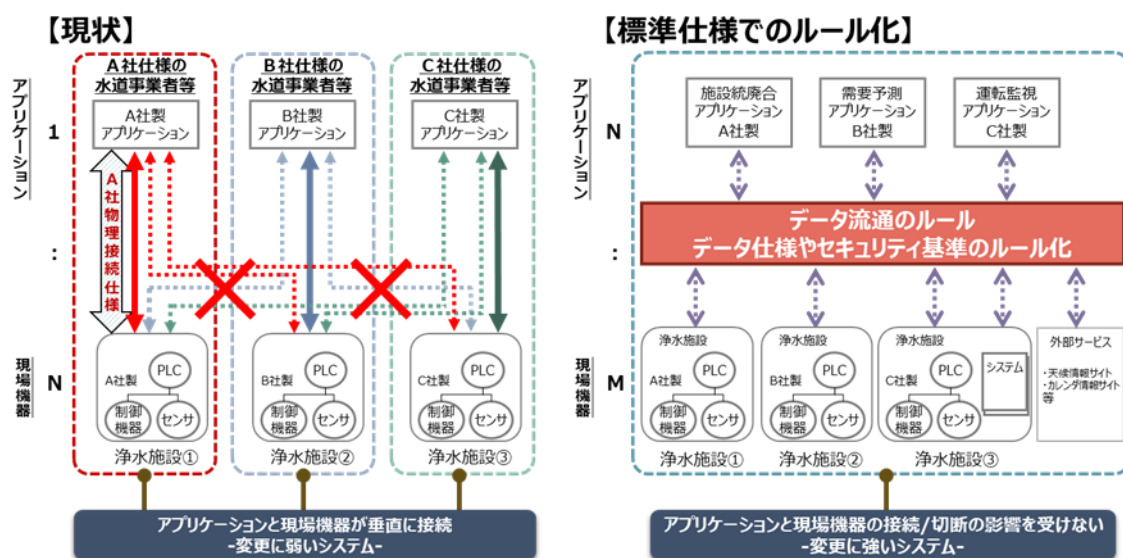 【現状】
A社仕様の
水道事業者等
B社仕様の
水道事業者等
C社仕様の
水道事業者等
アプリケーション
1
:
N
現場機器
A社製
アプリケーション
B社製
アプリケーション
C社製
アプリケーション
A社物理接続仕様
A社製
PLC
制御
機器
センサ
浄水施設①
B社製
PLC
制御
機器
センサ
浄水施設②
C社製
PLC
制御
機器
センサ
浄水施設③
アプリケーションと現場機器が垂直に接続
-変更に弱いシステム-
【標準仕様でのルール化】
アプリケーション
N
:
M
現場機器
施設統廃合
アプリケーション
A社製
需要予測
アプリケーション
B社製
運転監視
アプリケーション
C社製
データ流通のルール
データ仕様やセキュリティ基準のルール化
浄水施設
A社製
PLC
制御
機器
センサ
浄水施設①
浄水施設
B社製
PLC
制御
機器
センサ
浄水施設②
浄水施設
C社製
PLC
制御
機器
センサ
システム
浄水施設③
外部サービス
・天候情報サイト
・カレンダ情報サイト
等
アプリケーションと現場機器の接続/切断の影響を受けない
-変更に強いシステム-